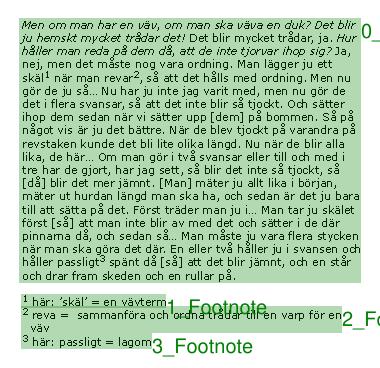 Men om man har en väv, om man ska väva en duk? Det blir
ju hemskt mycket trådar det! Det blir mycket trådar, ja. Hur
håller man reda på dem då, att de inte tjorvar ihop sig? Ja,
nej, men det måste nog vara ordning. Man lägger ju ett
skäl¹ när man revar², så att det hålls med ordning. Men nu
gör de ju så... Nu har ju inte jag varit med, men nu gör de
det i flera svansar, så att det inte blir så tjockt. Och sätter
ihop dem sedan när vi sätter upp [dem] på bommen. Så på
något vis är ju det bättre. När de blev tjockt på varandra på
revstaken kunde det bli lite olika längd. Nu när de blir alla
lika, de här... Om man gör i två svansar eller till och med i
tre har de gjort, har jag sett, så blir det inte så tjockt, så
[då] blir det mer jämnt. [Man] mäter ju allt lika i början,
mäter ut hurdan längd man ska ha, och sedan är det ju bara
till att sätta på det. Först träder man ju i... Man tar ju skälet
först [så] att man inte blir av med det och sätter i de där
pinnarna då, och sedan så... Man måste ju vara flera stycken
när man ska göra det där. En eller två håller ju i svansen och
håller passligt³ spänt då [så] att det blir jämnt, och en står
och drar fram skeden och en rullar på.
¹ här: ’skäl’ = en vävterm
1_Footnote
² reva = sammanföra och ordna trådar till en varp för en
väv
³ här: passligt = lagom
3_Footnote